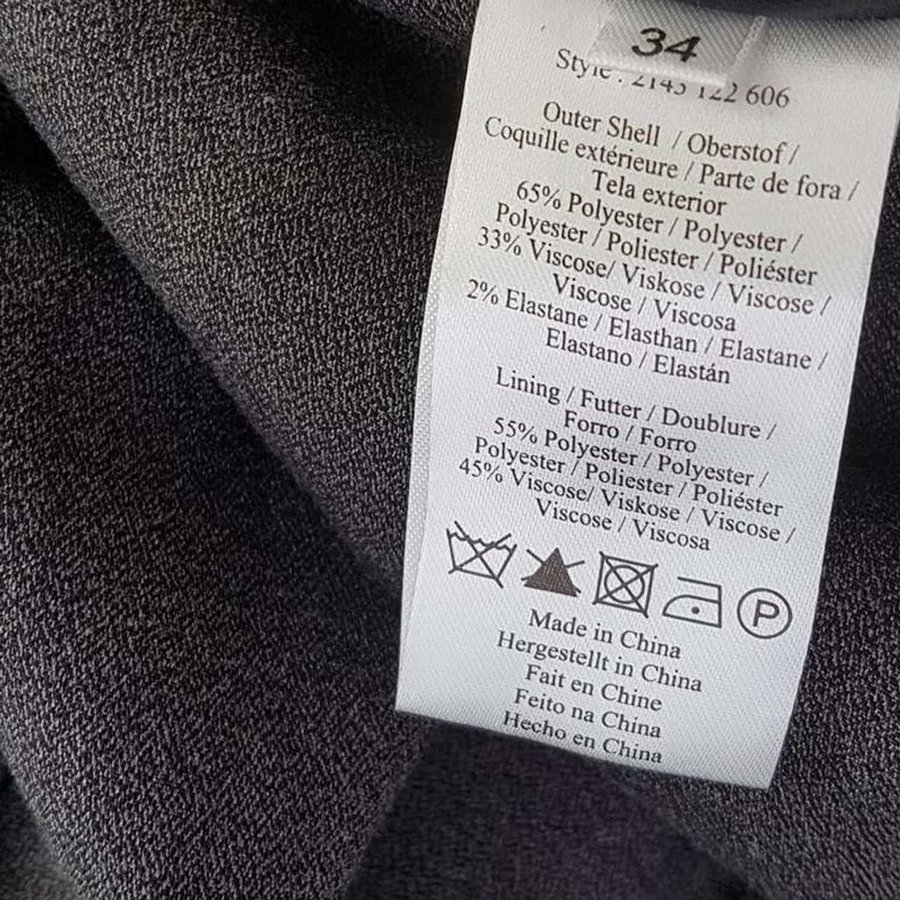 34
Style : 2145 122 606
Outer Shell / Oberstof /
Coquille extérieure / Parte de fora /
Tela exterior
65% Polyester / Polyester /
Polyester / Poliester / Poliéster
33% Viscose/ Viskose / Viscose /
Viscose / Viscosa
2% Elastane / Elasthan / Elastane /
Elastano / Elastán
Lining / Futter / Doublure /
Forro / Forro
55% Polyester / Polyester /
Polyester / Poliester / Poliéster
45% Viscose/ Viskose / Viscose /
Viscose / Viscosa
P
Made in China
Hergestellt in China
Fait en Chine
Feito na China
Hecho en China